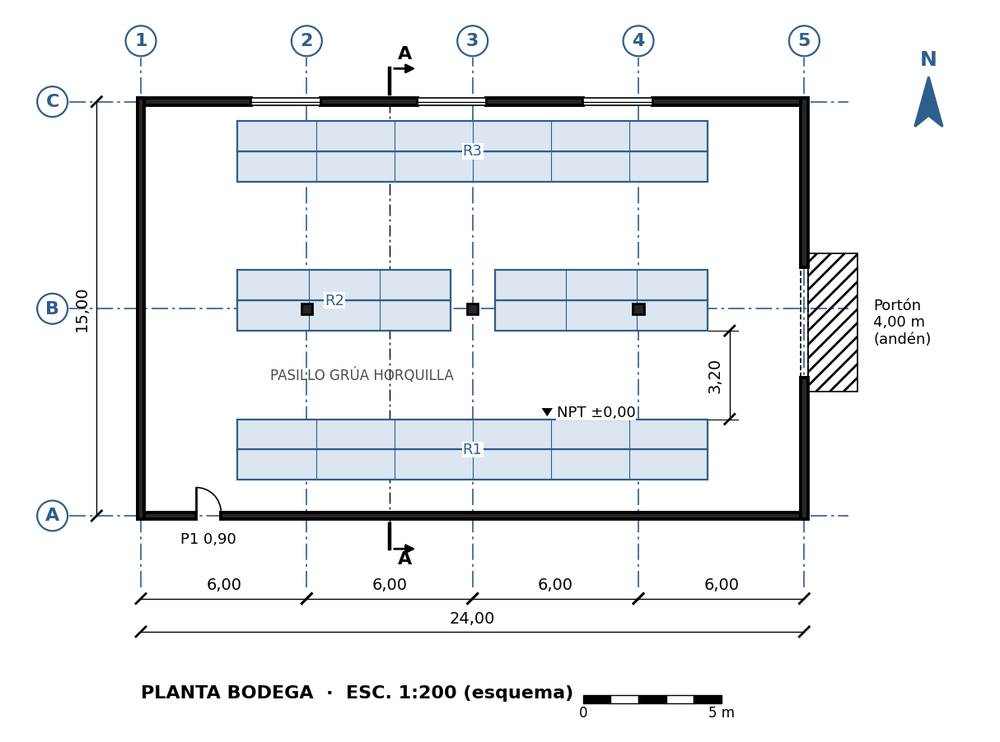 1
2
3
4
5
A
N
C
R3
B
15,00
R2
Portón
4,00 m
(andén)
PASILLO GRÚA HORQUILLA
3,20
NPT ±0,00
R1
A
P1 0,90
A
6,00
6,00
6,00
6,00
24,00
PLANTA BODEGA · ESC. 1:200 (esquema)
0
5 m